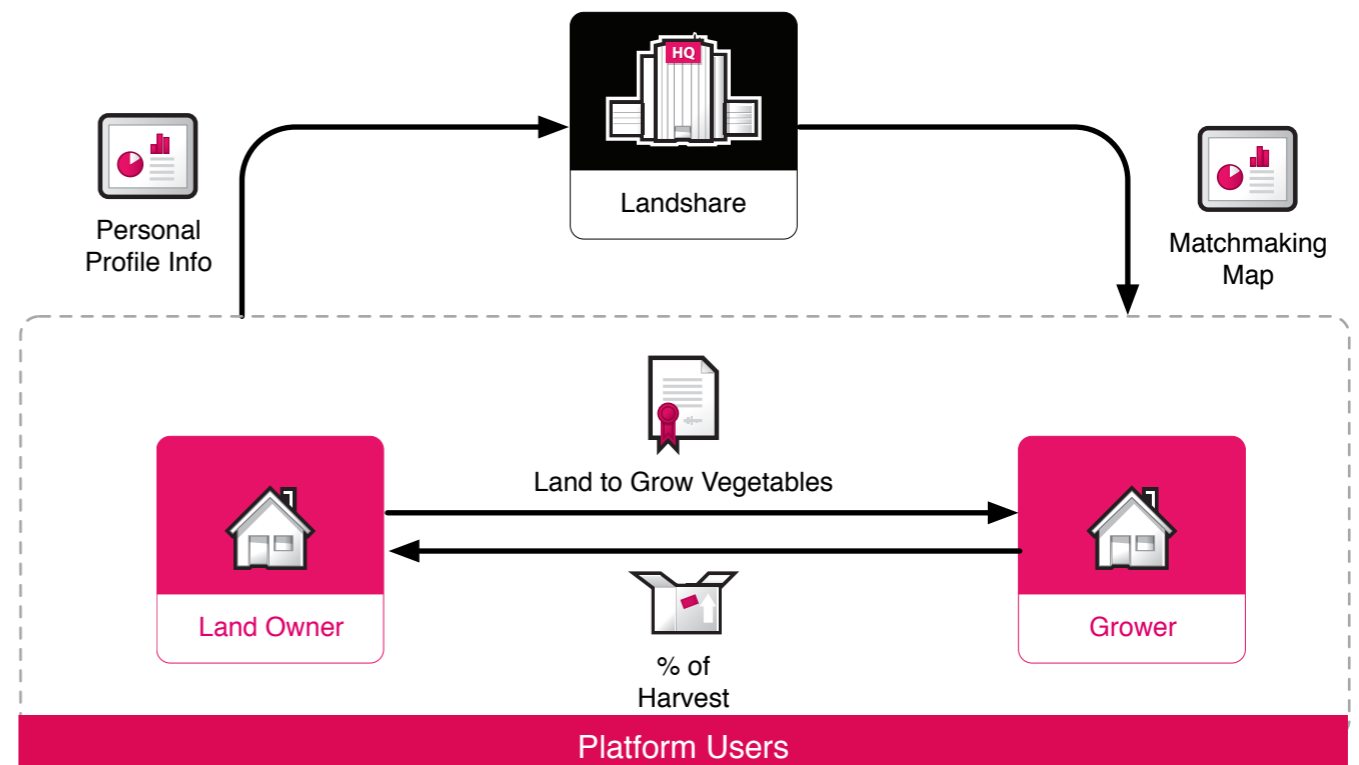 HQ
Landshare
Personal
Profile Info
Matchmaking
Map
Land to Grow Vegetables
Land Owner
Grower
% of
Harvest
Platform Users